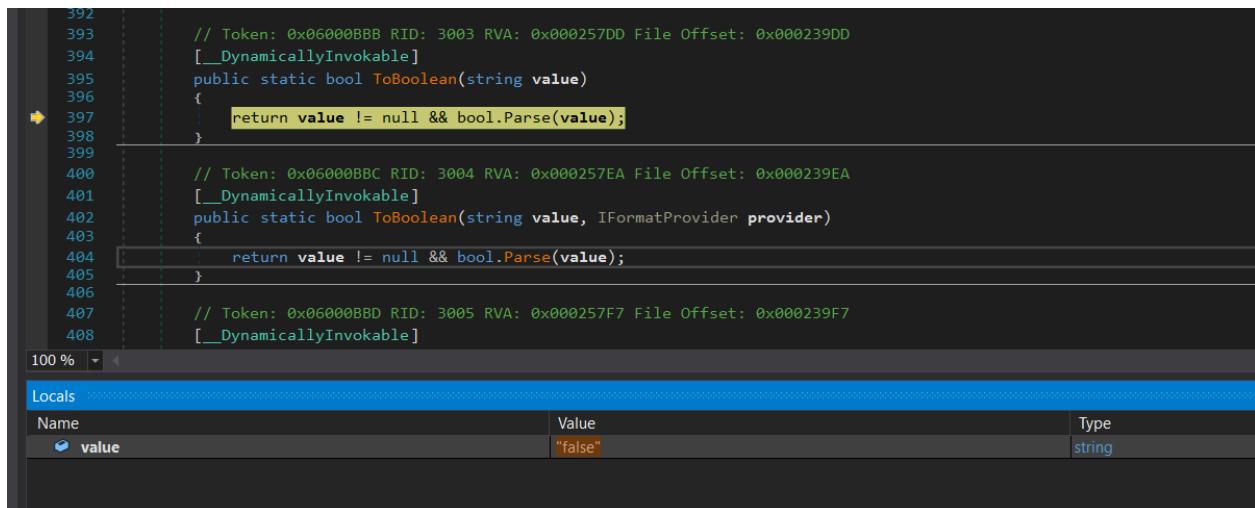 392
393 // Token: 0x06000BBB RID: 3003 RVA: 0x000257DD File Offset: 0x000239DD
394 [__DynamicallyInvokable]
395 public static bool ToBoolean(string value)
396 {
397 return value != null && bool.Parse(value);
398 }
399
400 // Token: 0x06000BBC RID: 3004 RVA: 0x000257EA File Offset: 0x000239EA
401 [__DynamicallyInvokable]
402 public static bool ToBoolean(string value, IFormatProvider provider)
403 {
404 return value != null && bool.Parse(value);
405 }
406
407 // Token: 0x06000BBD RID: 3005 RVA: 0x000257F7 File Offset: 0x000239F7
408 [__DynamicallyInvokable]
100 %
Locals
Name Value Type
value "false" string